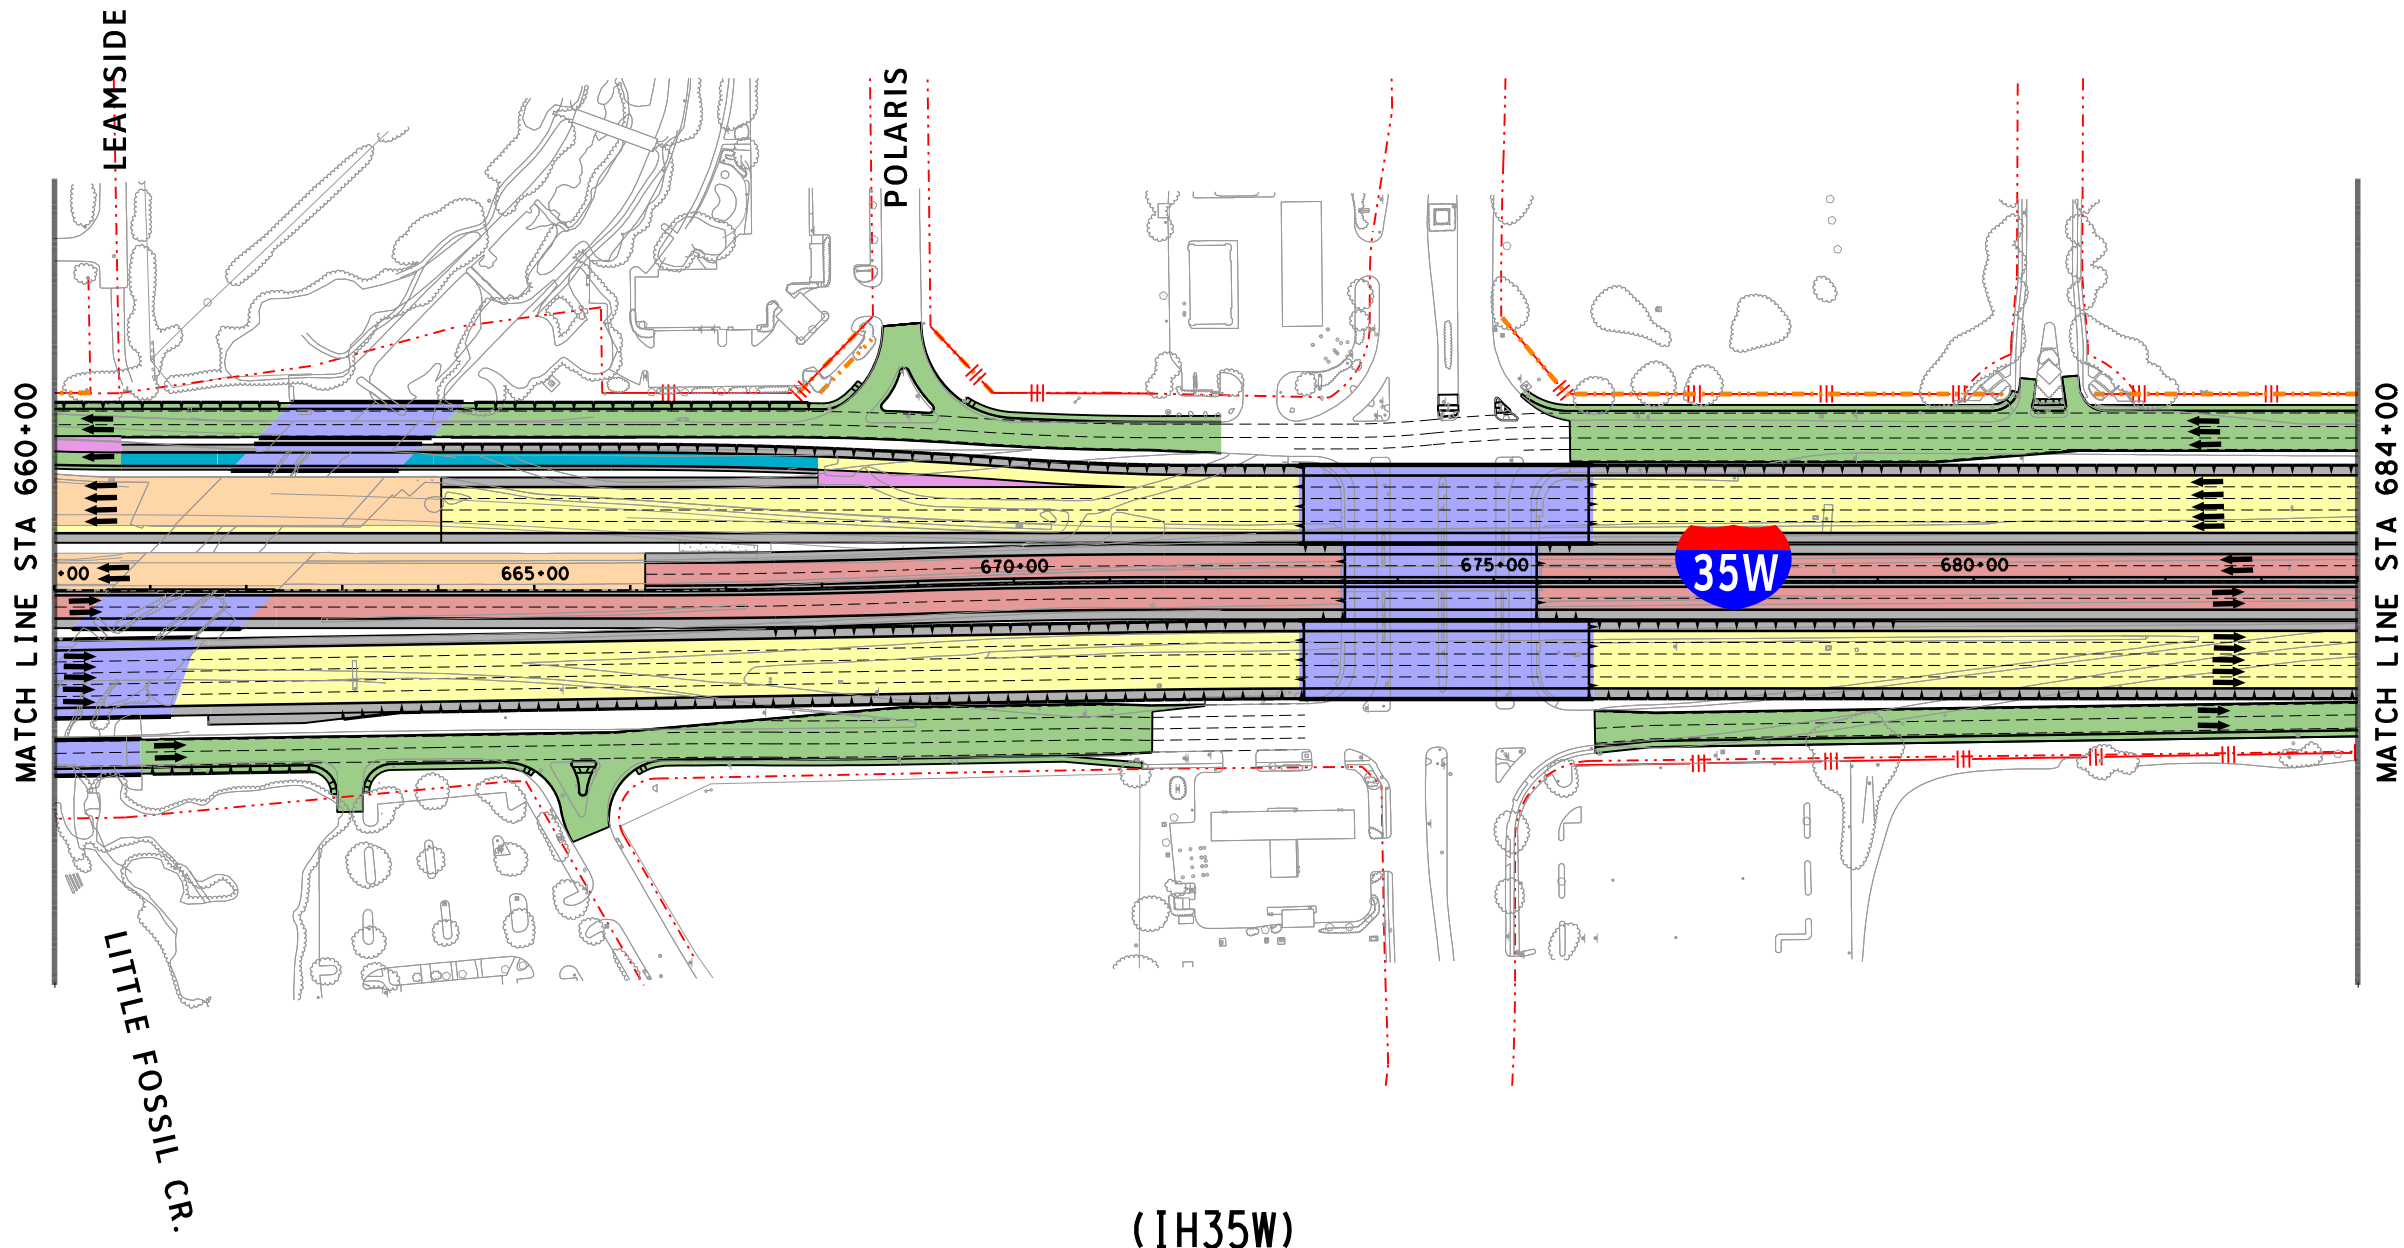 LEAMSIDE
POLARIS
MATCH LINE STA 660+00
+00
665+00
670+00
675+00
680+00
35W
MATCH LINE STA 684+00
LITTLE FOSSIL CR.
(IH35W)